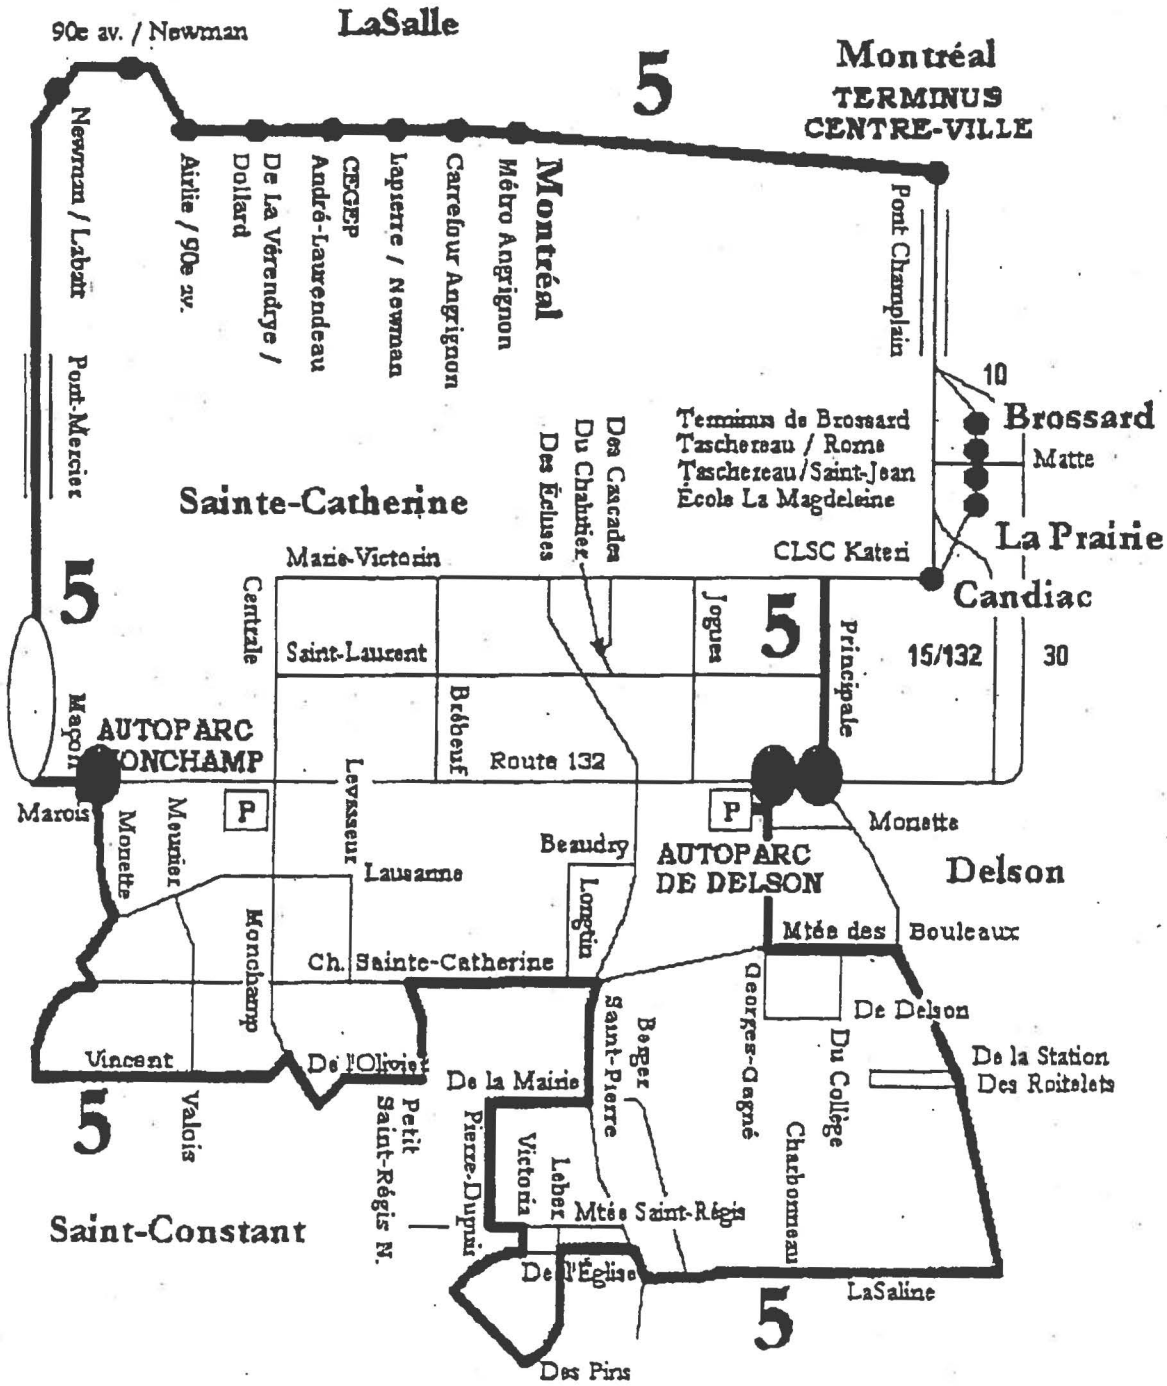 90e av. / Newman
LaSalle
5
Montréal
TERMINUS
CENTRE-VILLE
Newman / Labatt
Airlie / 90e av.
De La Vérendrye /
Dollard
CEGEP
André-Laurendeau
Lapierre / Newman
Carrefour Angrignon
Métro Angrignon
Montréal
Pont Champlain
Pont-Mercier
10
Brossard
Terminus de Brossard
Taschereau / Rome
Taschereau/Saint-Jean
École La Magdeleine
Matte
La Prairie
Des Cascades
Du Chalutier
Des Écluses
Sainte-Catherine
CLSC Kateri
Candiac
5
Marie-Victorin
Centrale
Saint-Laurent
Jogues
5
Principale
15/132
30
Maçon
AUTOPARC
MONCHAMP
Brébeuf
Route 132
Levasseur
Marois
Monette
Meunier
P
P
Monette
Beaudry
AUTOPARC
DE DELSON
Delson
Lausanne
Longtin
Mtée des Bouleaux
Monchamp
Ch. Sainte-Catherine
Georges-Gagné
De Delson
Saint-Pierre
Berger
Du Collège
Vincent
De l'Olivier
De la Mairie
De la Station
Des Roitelets
5
Valois
Petit
Saint-Régis N.
Pierre-Dupuir
Victoria
Leber
Mtée Saint-Régis
Charbonneau
Saint-Constant
De l'Église
LaSaline
5
Des Pins